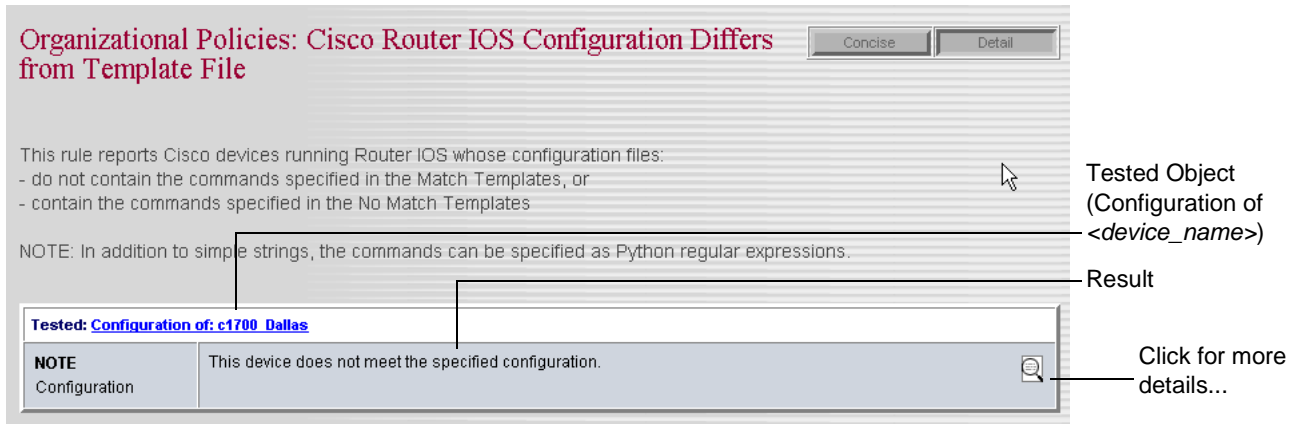 Organizational Policies: Cisco Router IOS Configuration Differs
from Template File
Concise
Detail
This rule reports Cisco devices running Router IOS whose configuration files:
- do not contain the commands specified in the Match Templates, or
- contain the commands specified in the No Match Templates
NOTE: In addition to simple strings, the commands can be specified as Python regular expressions.
Tested: Configuration of: c1700_Dallas
NOTE
Configuration
This device does not meet the specified configuration.
Tested Object
(Configuration of
<device_name>)
Result
Click for more
details...